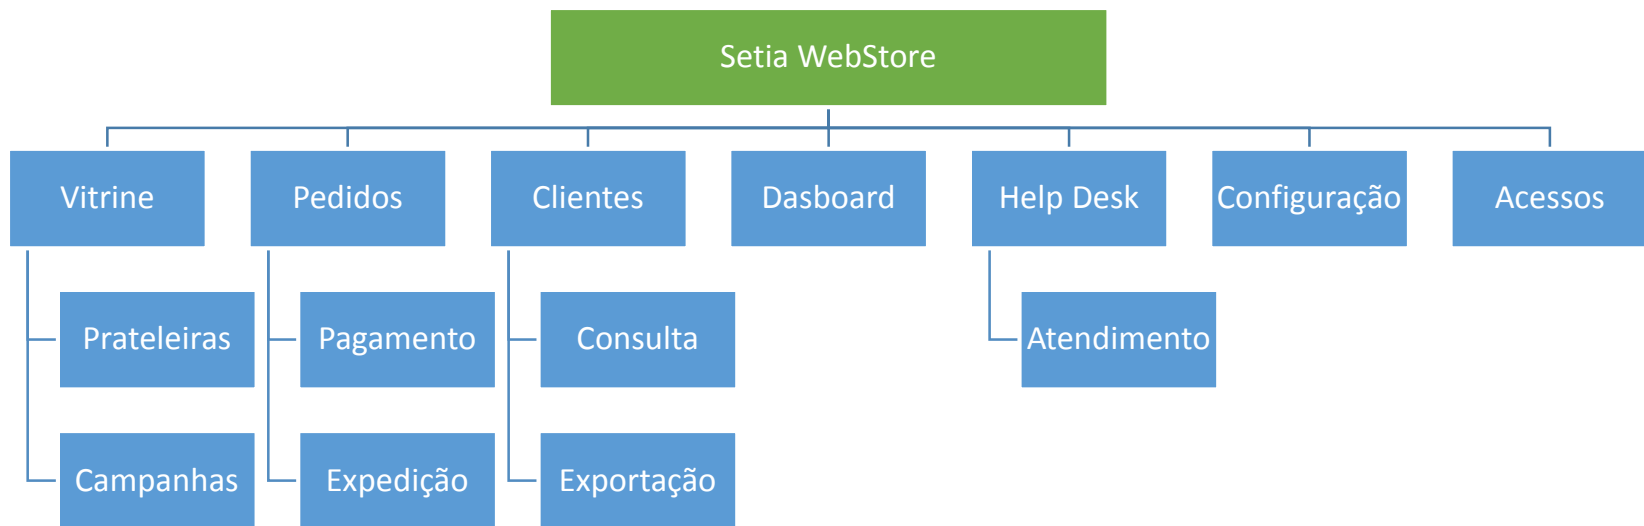 Setia WebStore
Vitrine
Pedidos
Clientes
Dasboard
Help Desk
Configuração
Acessos
Prateleiras
Pagamento
Consulta
Atendimento
Campanhas
Expedição
Exportação